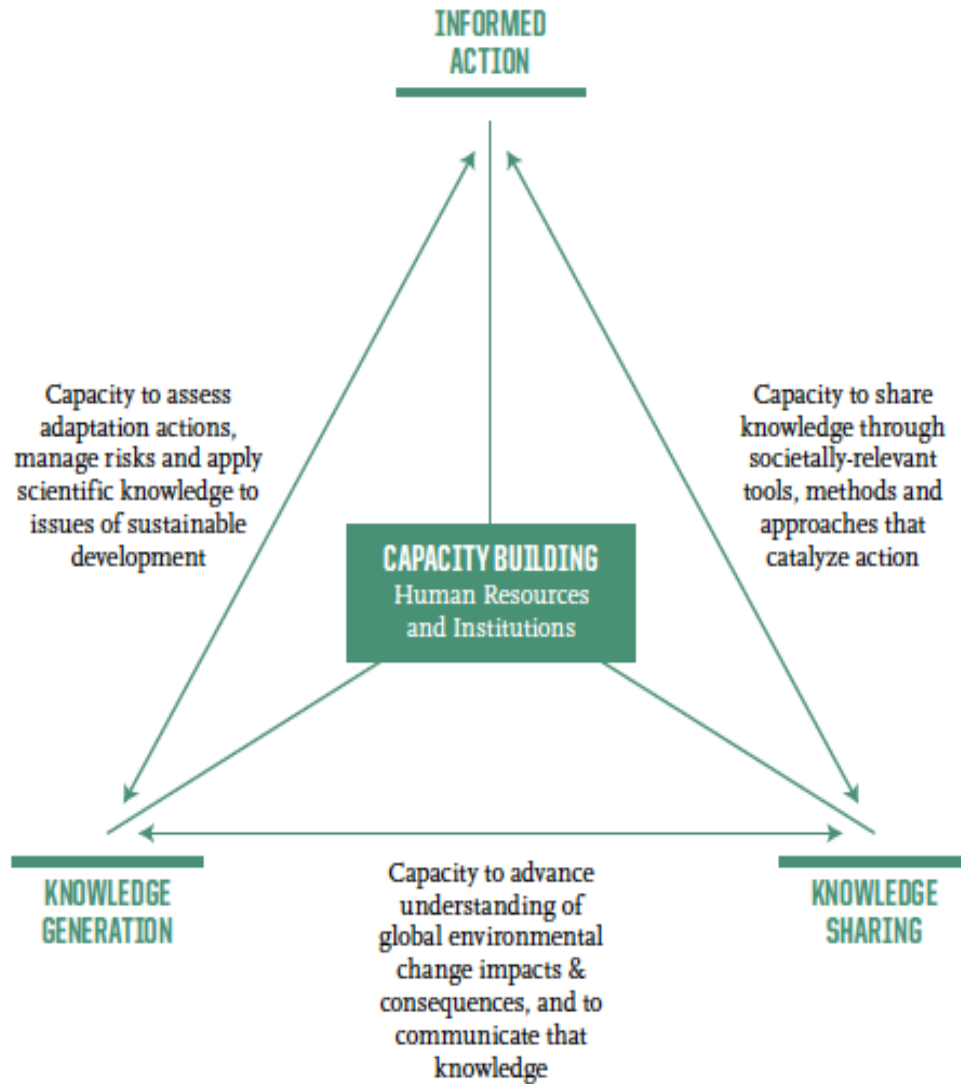 INFORMED
ACTION
Capacity to assess
adaptation actions,
manage risks and apply
scientific knowledge to
issues of sustainable
development
Capacity to share
knowledge through
societally-relevant
tools, methods and
approaches that
catalyze action
CAPACITY BUILDING
Human Resources
and Institutions
KNOWLEDGE
GENERATION
Capacity to advance
understanding of
global environmental
change impacts &
consequences, and to
communicate that
knowledge
KNOWLEDGE
SHARING